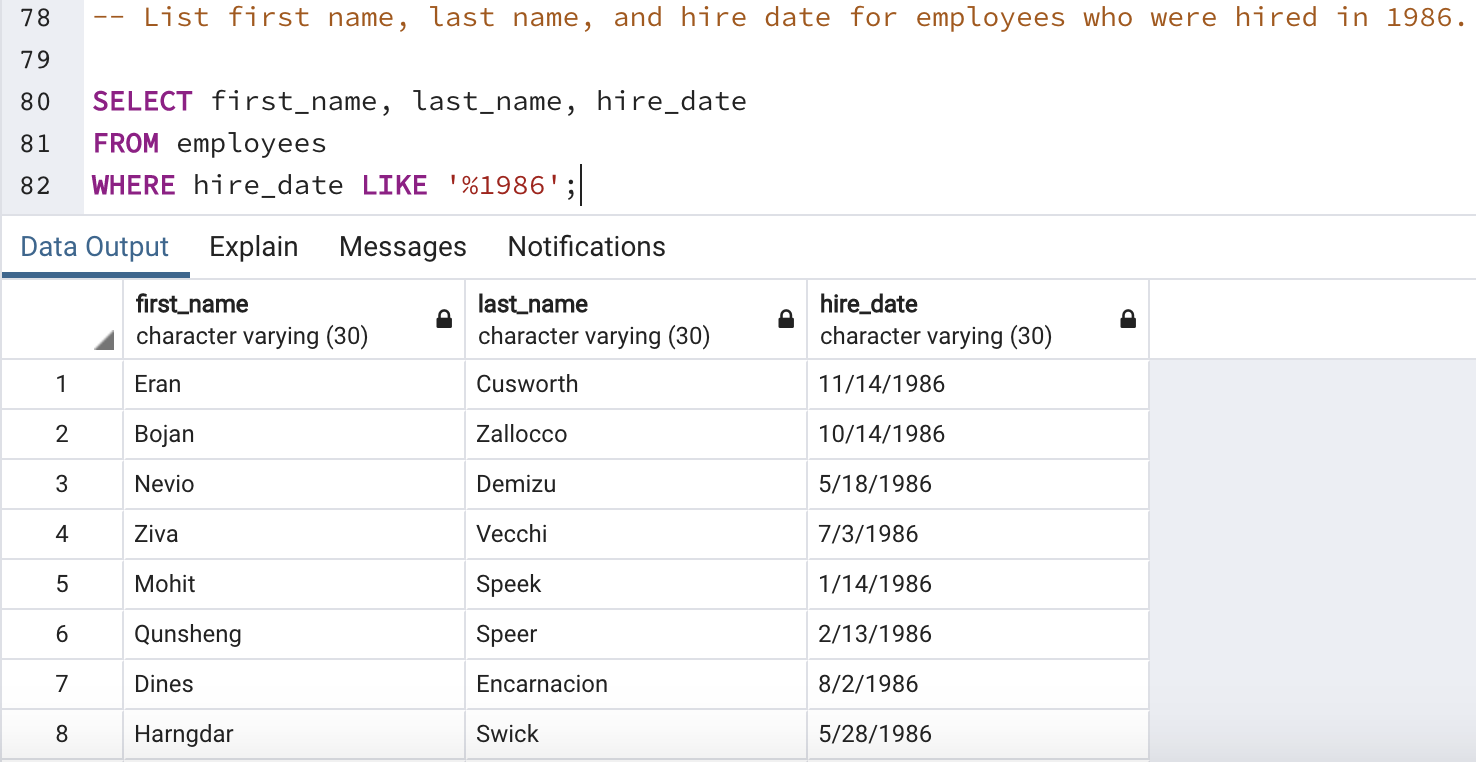 78 -- List first name, last name, and hire date for employees who were hired in 1986.
79
80 SELECT first_name, last_name, hire_date
81 FROM employees
82 WHERE hire_date LIKE '%1986';
Data Output Explain Messages Notifications
first_name last_name hire_date
character varying (30) character varying (30) character varying (30)
1 Eran Cusworth 11/14/1986
2 Bojan Zallocco 10/14/1986
3 Nevio Demizu 5/18/1986
4 Ziva Vecchi 7/3/1986
5 Mohit Speek 1/14/1986
6 Qunsheng Speer 2/13/1986
7 Dines Encarnacion 8/2/1986
8 Harngdar Swick 5/28/1986